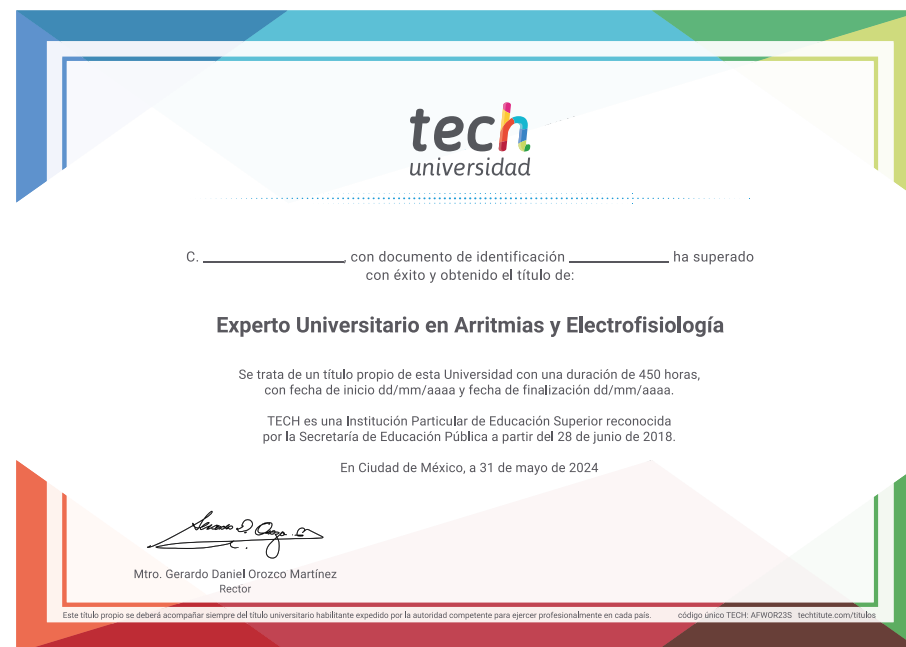 tech
universidad
C. ____________, con documento de identificación ____________ ha superado
con éxito y obtenido el título de:
Experto Universitario en Arritmias y Electrofisiología
Se trata de un título propio de esta Universidad con una duración de 450 horas,
con fecha de inicio dd/mm/aaaa y fecha de finalización dd/mm/aaaa.
TECH es una Institución Particular de Educación Superior reconocida
por la Secretaría de Educación Pública a partir del 28 de junio de 2018.
En Ciudad de México, a 31 de mayo de 2024
Mtro. Gerardo Daniel Orozco Martínez
Rector
Este título propio se deberá acompañar siempre del título universitario habilitante expedido por la autoridad competente para ejercer profesionalmente en cada país. código único TECH: AFWOR23S techtitute.com/titulos